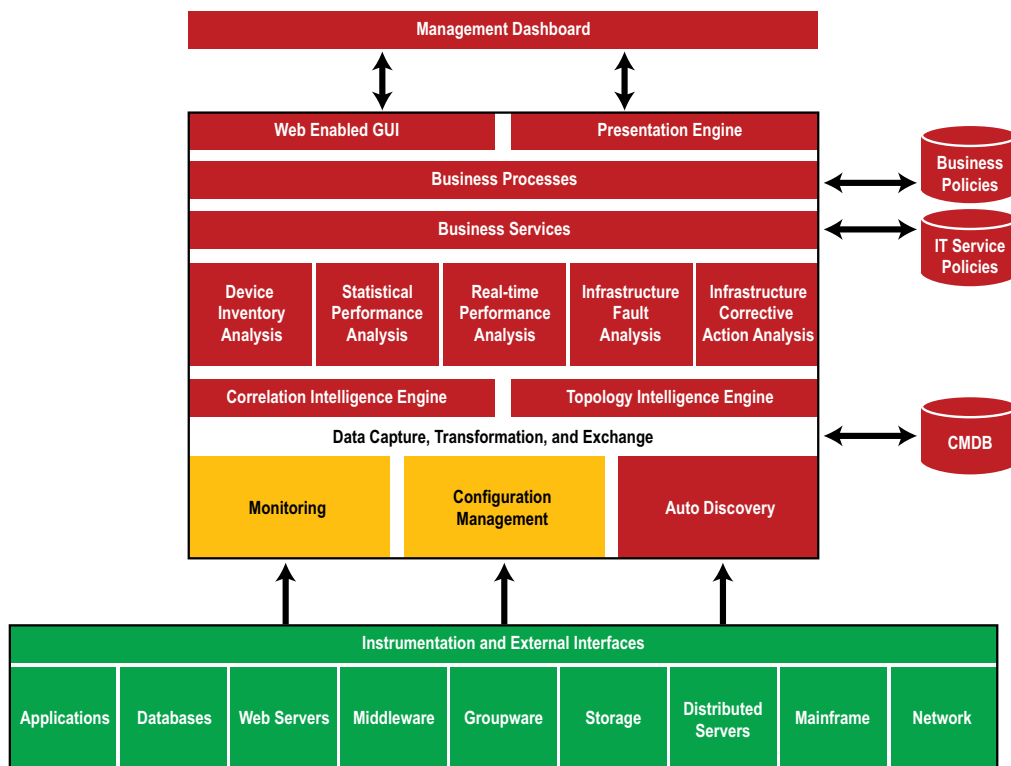 Management Dashboard
Web Enabled GUI
Presentation Engine
Business Processes
Business
Policies
Business Services
IT Service
Policies
Device
Inventory
Analysis
Statistical
Performance
Analysis
Real-time
Performance
Analysis
Infrastructure
Fault
Analysis
Infrastructure
Corrective
Action Analysis
Correlation Intelligence Engine
Topology Intelligence Engine
Data Capture, Transformation, and Exchange
CMDB
Monitoring
Configuration
Management
Auto Discovery
Instrumentation and External Interfaces
Applications
Databases
Web Servers
Middleware
Groupware
Storage
Distributed
Servers
Mainframe
Network